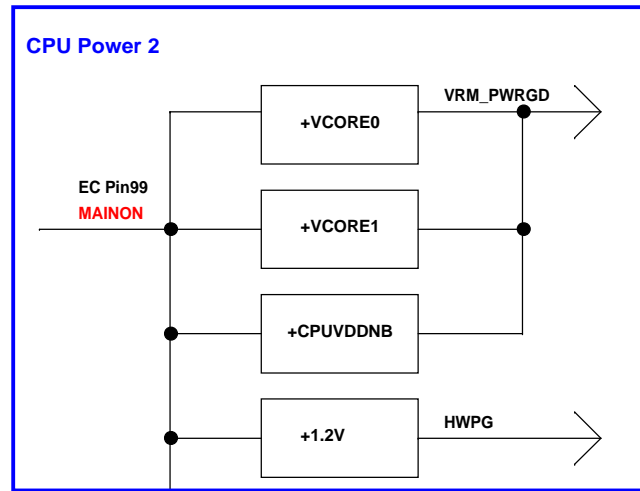 CPU Power 2
VRM_PWRGD
+VCORE0
EC Pin99
MAINON
+VCORE1
+CPUVDDNB
HWPG
+1.2V